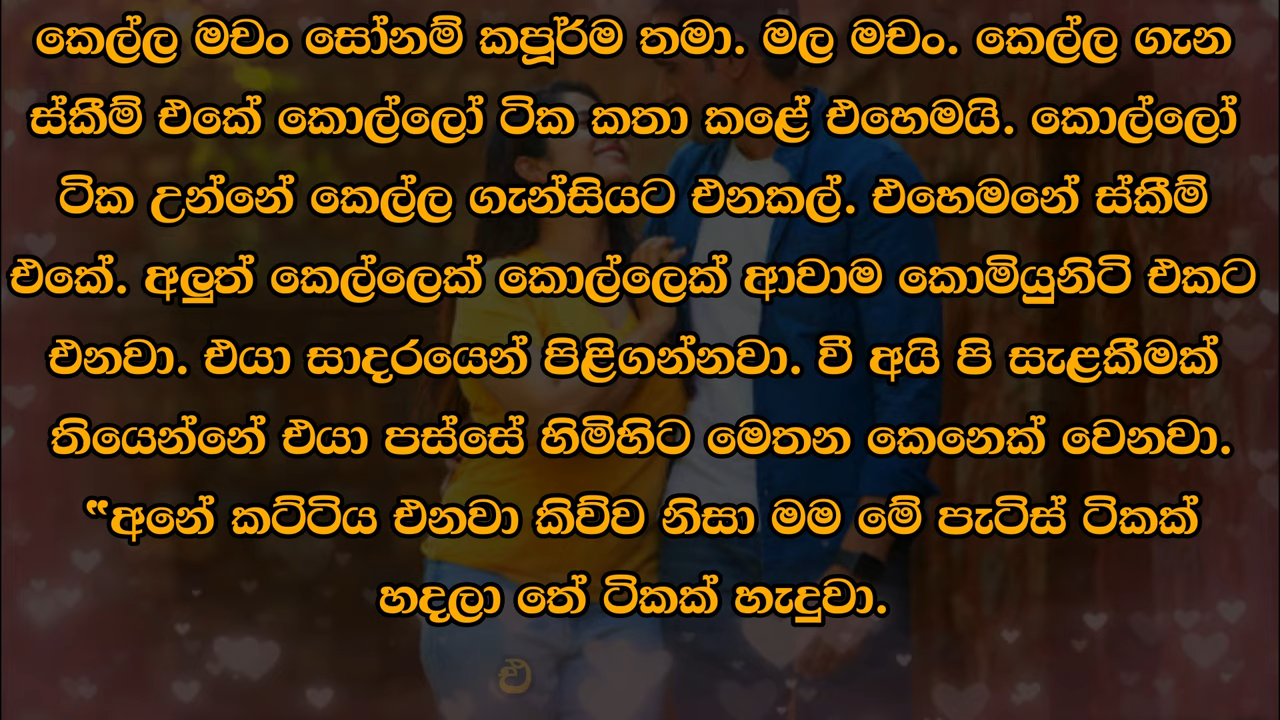 කෙල්ල මචං සෝනම් කපූර්ම තමා. මල මචං. කෙල්ල ගැන
ස්කීම් එකේ කොල්ලෝ ටික කතා කළේ එහෙමයි. කොල්ලෝ
ටික උන්නේ කෙල්ල ගැන්සියට එනකල්. එහෙමනේ ස්කීම්
එකේ. අලුත් කෙල්ලෙක් කොල්ලෙක් ආවාම කොමියුනිටි එකට
එනවා. එයා සාදරයෙන් පිළිගන්නවා. වී අයි පි සැළකීමක්
තියෙන්නේ එයා පස්සේ හිමිහිට මෙතන කෙනෙක් වෙනවා.
“අනේ කට්ටිය එනවා කිව්ව නිසා මම මේ පැටිස් ටිකක්
හදලා තේ ටිකක් හැදුවා.
එ